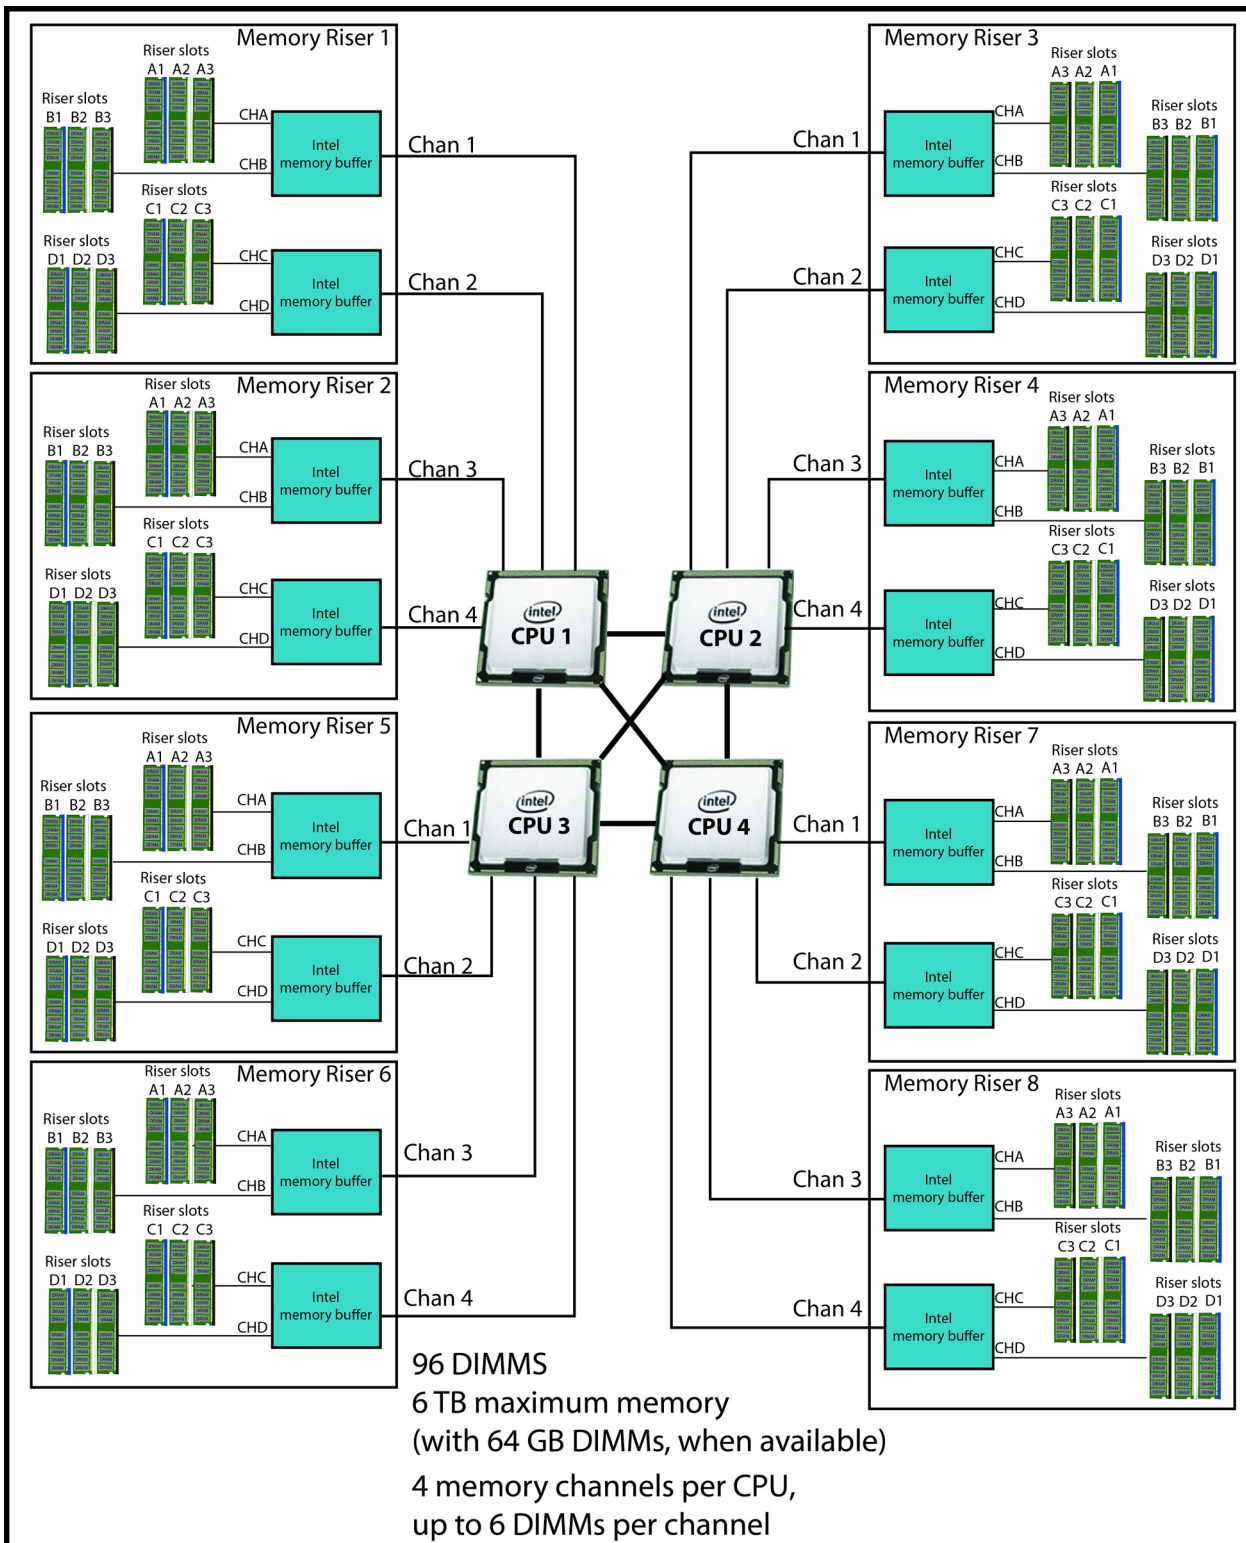 Memory Riser 1
Riser slots
A1 A2 A3
Riser slots
B1 B2 B3
CHA
CHB
Intel
memory buffer
Chan 1
Riser slots
C1 C2 C3
Riser slots
D1 D2 D3
CHC
CHD
Intel
memory buffer
Chan 2
Memory Riser 2
Riser slots
A1 A2 A3
Riser slots
B1 B2 B3
CHA
CHB
Intel
memory buffer
Chan 3
Riser slots
C1 C2 C3
Riser slots
D1 D2 D3
CHC
CHD
Intel
memory buffer
Chan 4
Memory Riser 3
Riser slots
A3 A2 A1
Riser slots
B3 B2 B1
CHA
CHB
Intel
memory buffer
Chan 1
Riser slots
C3 C2 C1
Riser slots
D3 D2 D1
CHC
CHD
Intel
memory buffer
Chan 2
Memory Riser 4
Riser slots
A3 A2 A1
Riser slots
B3 B2 B1
CHA
CHB
Intel
memory buffer
Chan 3
C3 C2 C1
Riser slots
D3 D2 D1
CHC
CHD
Intel
memory buffer
Chan 4
intel
CPU 1
intel
CPU 2
intel
CPU 3
intel
CPU 4
Memory Riser 5
Riser slots
A1 A2 A3
Riser slots
B1 B2 B3
CHA
CHB
Intel
memory buffer
Chan 1
Riser slots
C1 C2 C3
Riser slots
D1 D2 D3
CHC
CHD
Intel
memory buffer
Chan 2
Memory Riser 6
Riser slots
A1 A2 A3
Riser slots
B1 B2 B3
CHA
CHB
Intel
memory buffer
Chan 3
Riser slots
C1 C2 C3
Riser slots
D1 D2 D3
CHC
CHD
Intel
memory buffer
Chan 4
Memory Riser 7
Riser slots
A3 A2 A1
Riser slots
B3 B2 B1
CHA
CHB
Intel
memory buffer
Chan 1
Riser slots
C3 C2 C1
Riser slots
D3 D2 D1
CHC
CHD
Intel
memory buffer
Chan 2
Memory Riser 8
Riser slots
A3 A2 A1
Riser slots
B3 B2 B1
CHA
CHB
Intel
memory buffer
Chan 3
Riser slots
C3 C2 C1
Riser slots
D3 D2 D1
CHC
CHD
Intel
memory buffer
Chan 4
96 DIMMS
6 TB maximum memory
(with 64 GB DIMMs, when available)
4 memory channels per CPU,
up to 6 DIMMs per channel